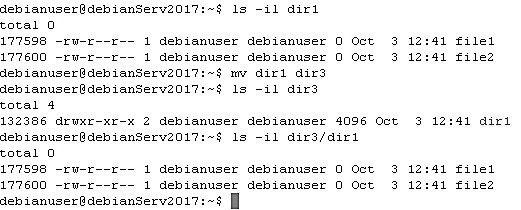 debianuser@debianServ2017:~$ ls -il dir1
total 0
177598 -rw-r--r-- 1 debianuser debianuser 0 Oct  3 12:41 file1
177600 -rw-r--r-- 1 debianuser debianuser 0 Oct  3 12:41 file2
debianuser@debianServ2017:~$ mv dir1 dir3
debianuser@debianServ2017:~$ ls -il dir3
total 4
132386 drwxr-xr-x 2 debianuser debianuser 4096 Oct  3 12:41 dir1
debianuser@debianServ2017:~$ ls -il dir3/dir1
total 0
177598 -rw-r--r-- 1 debianuser debianuser 0 Oct  3 12:41 file1
177600 -rw-r--r-- 1 debianuser debianuser 0 Oct  3 12:41 file2
debianuser@debianServ2017:~$